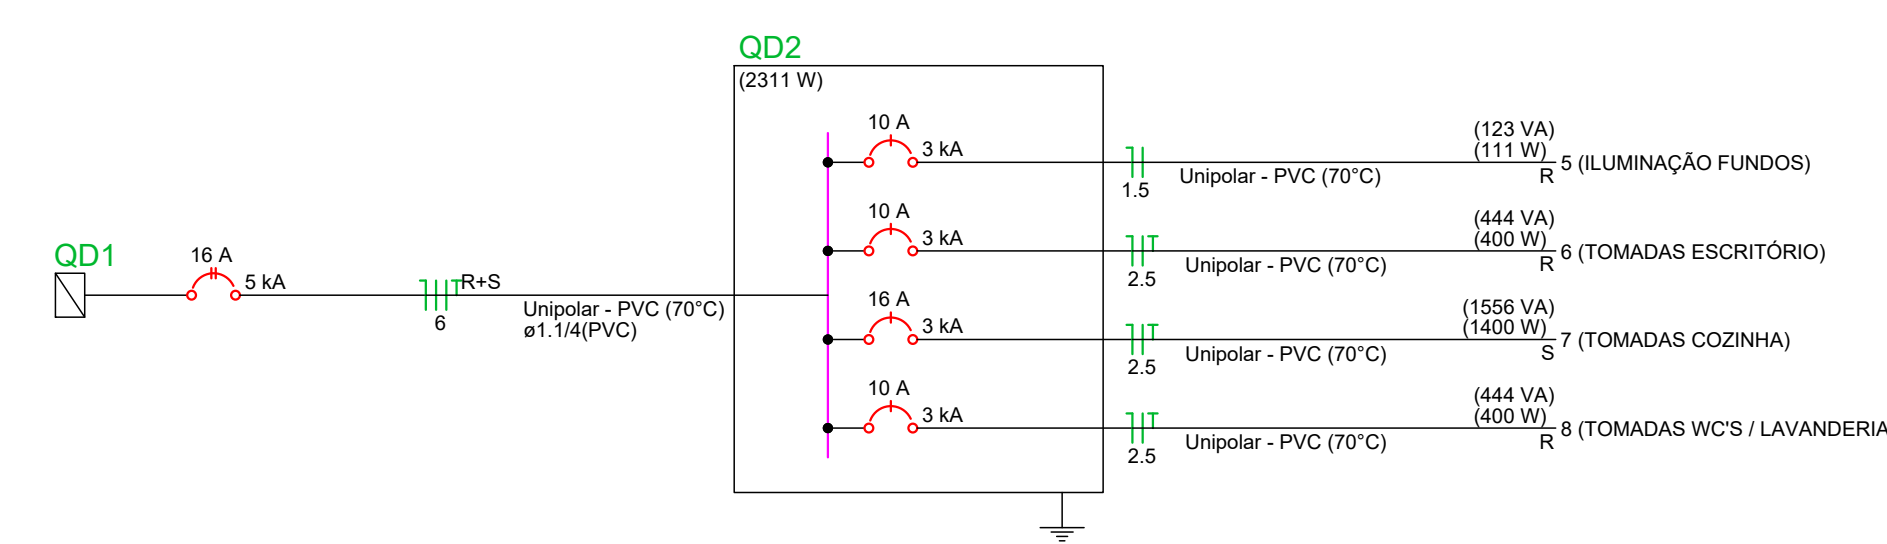 QD2
(2311 W)
10 A
3 kA
1.5
Unipolar - PVC (70°C)
(123 VA)
(111 W)
R
5 (ILUMINAÇÃO FUNDOS)
10 A
3 kA
2.5
Unipolar - PVC (70°C)
(444 VA)
(400 W)
R
6 (TOMADAS ESCRITÓRIO)
QD1
16 A
5 kA
6
R+S
Unipolar - PVC (70°C)
ø1.1/4(PVC)
16 A
3 kA
2.5
Unipolar - PVC (70°C)
(1556 VA)
(1400 W)
S
7 (TOMADAS COZINHA)
10 A
3 kA
2.5
Unipolar - PVC (70°C)
(444 VA)
(400 W)
R
8 (TOMADAS WC'S / LAVANDERIA